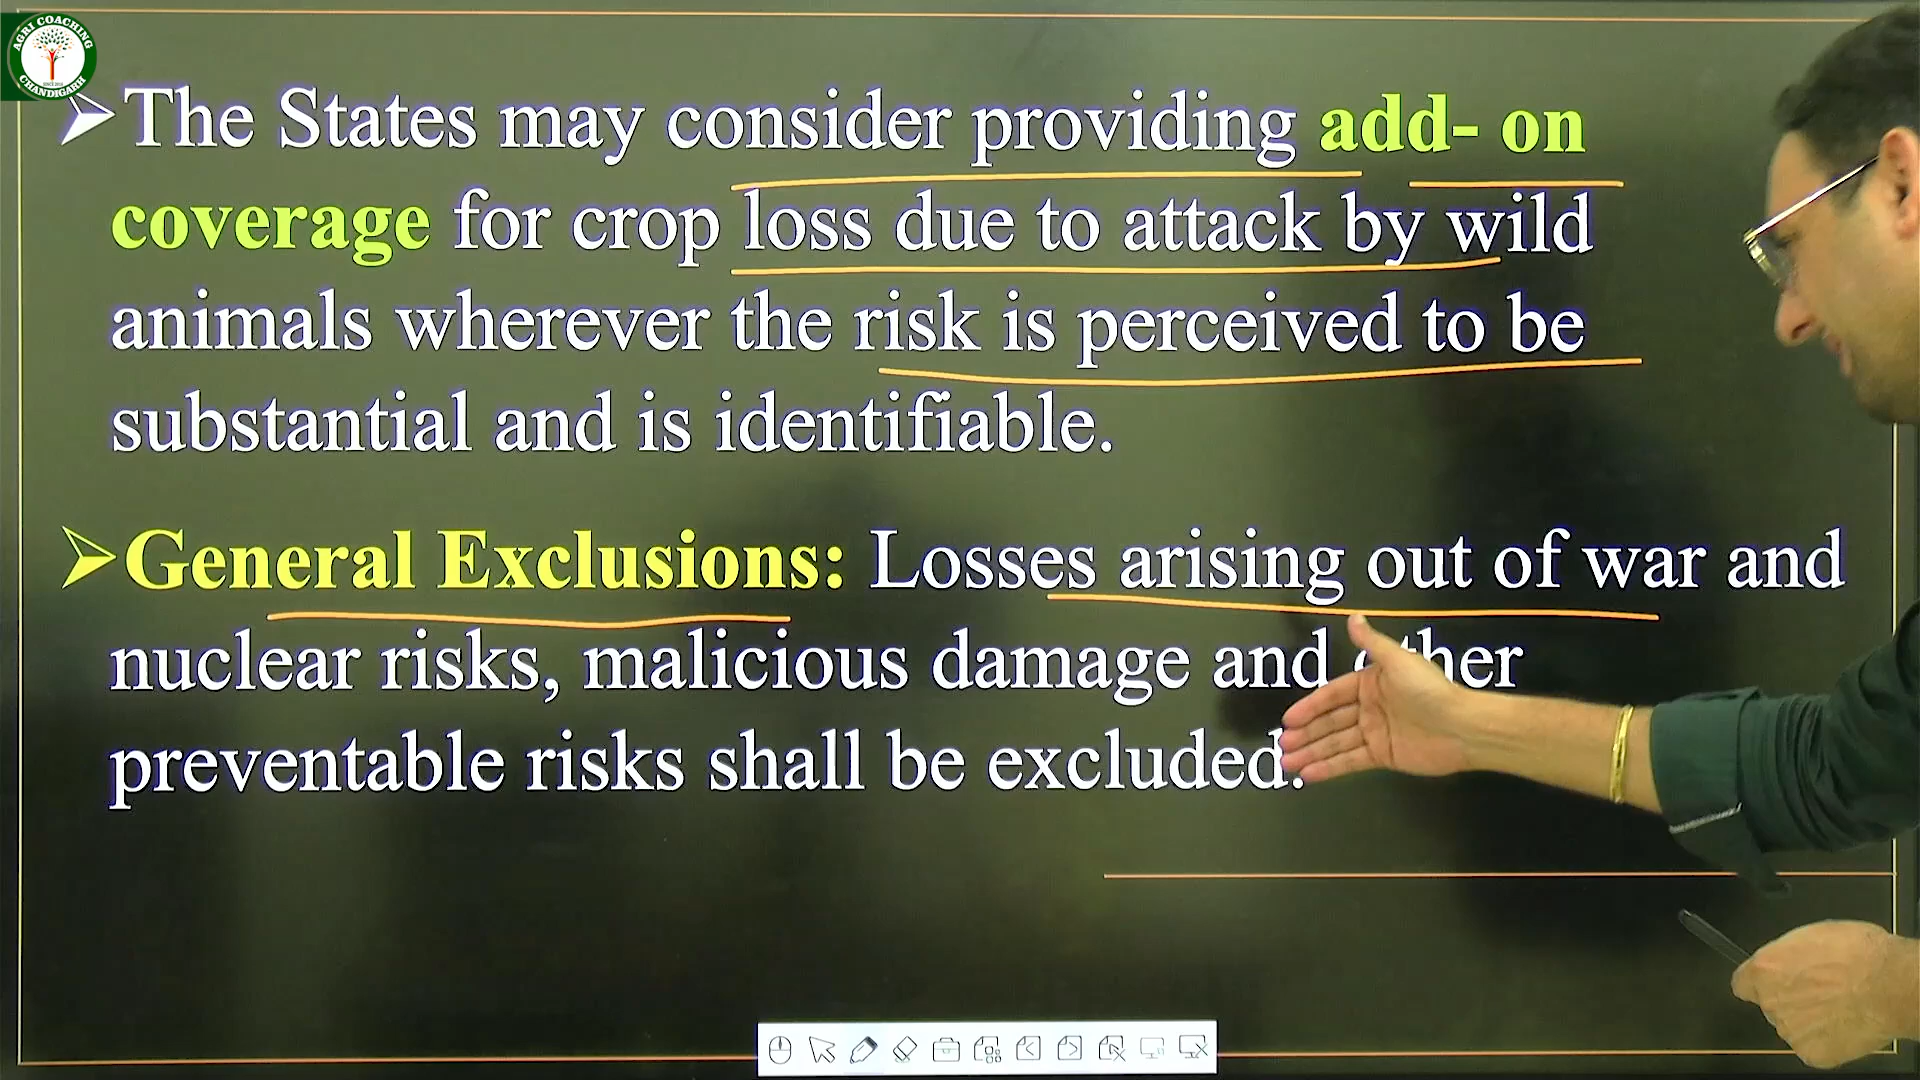 AGRI COACHING
CHANDIGARH
The States may consider providing add- on
coverage for crop loss due to attack by wild
animals wherever the risk is perceived to be
substantial and is identifiable.
General Exclusions: Losses arising out of war and
nuclear risks, malicious damage and other
preventable risks shall be excluded.